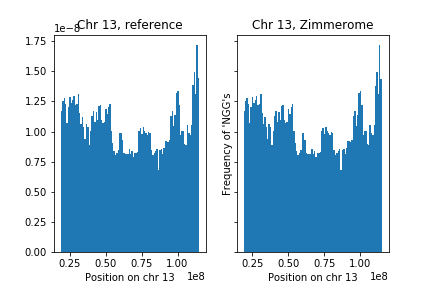 Chr 13, reference
1e−8
1.75
1.50
1.25
1.00
0.75
0.50
0.25
0.00
0.25 0.50 0.75 1.00
1e8
Position on chr 13
Chr 13, Zimmerome
Frequency of 'NGG's
0.25 0.50 0.75 1.00
1e8
Position on chr 13